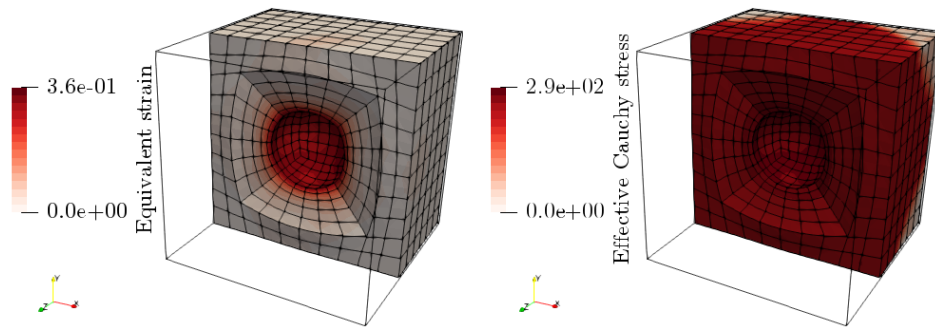 3.6e-01
0.0e+00
Equivalent strain
Y
X
Z
2.9e+02
0.0e+00
Effective Cauchy stress
Y
X
Z